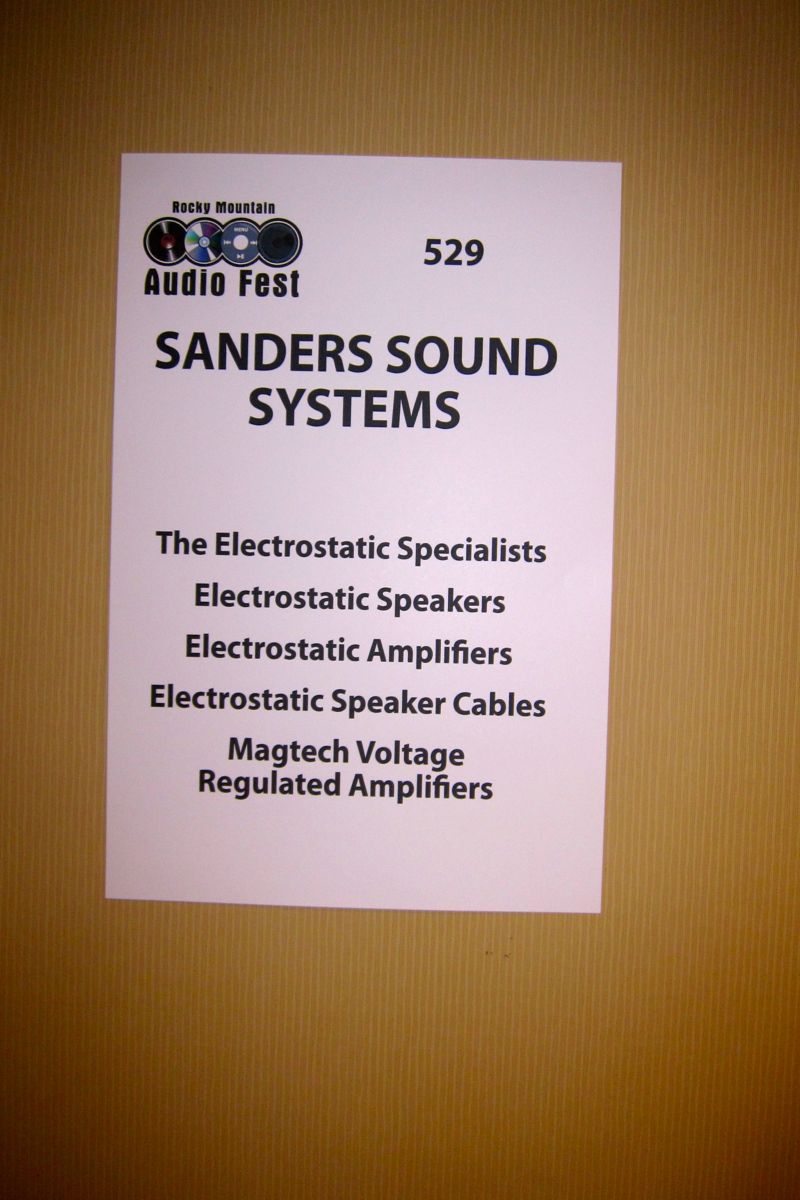 Rocky Mountain
MENU
Audio Fest
529
SANDERS SOUND
SYSTEMS
The Electrostatic Specialists
Electrostatic Speakers
Electrostatic Amplifiers
Electrostatic Speaker Cables
Magtech Voltage
Regulated Amplifiers